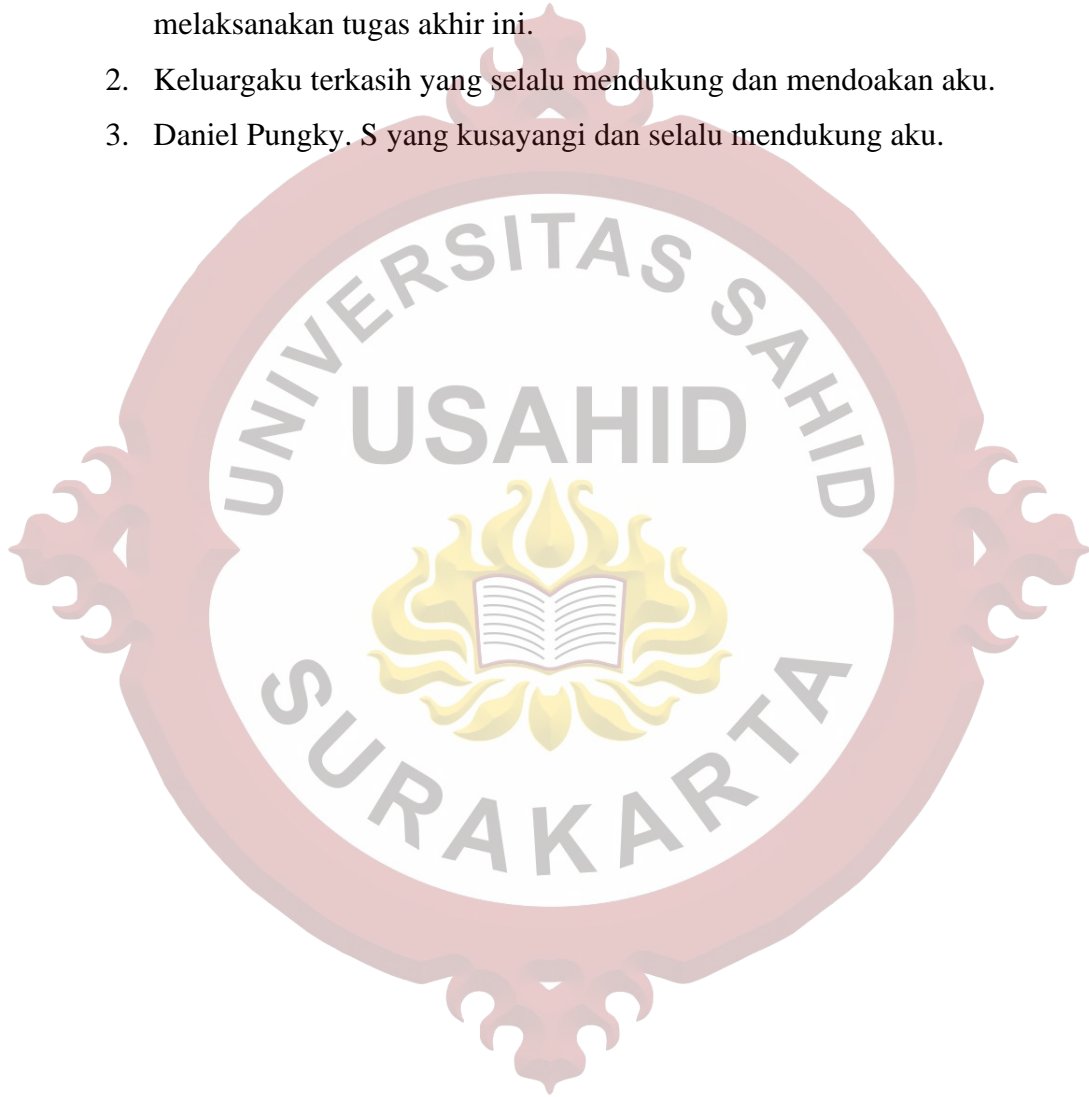 melaksanakan tugas akhir ini.
2. Keluargaku terkasih yang selalu mendukung dan mendoakan aku.
3. Daniel Pungky. S yang kusayangi dan selalu mendukung aku.
UNIVERSITAS SAHID
USAHID
SURAKARTA